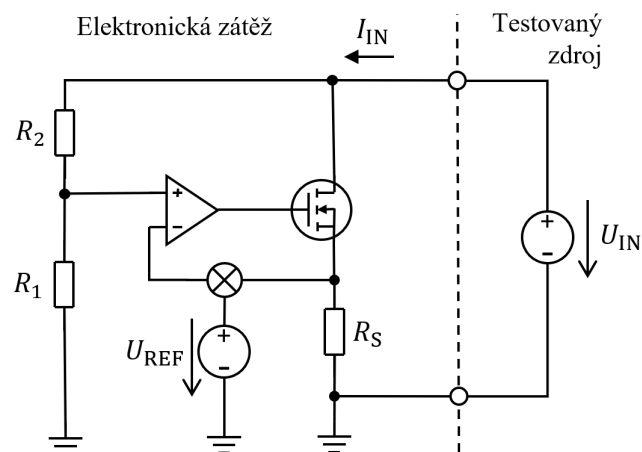 Elektronická zátěž
Testovaný
zdroj
I_IN
R_2
+
-
+
-
U_IN
R_1
U_REF
+
-
R_S